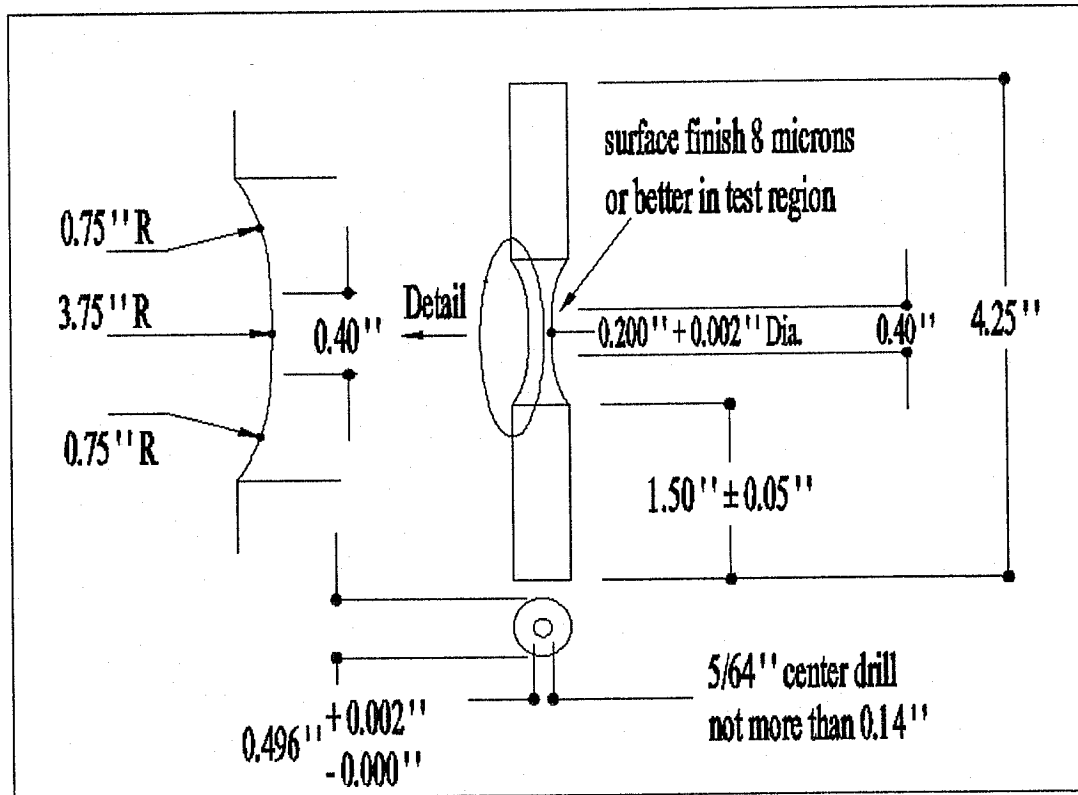 surface finish 8 microns
or better in test region
0.75'' R
3.75'' R
0.40''
Detail
0.200'' + 0.002'' Dia.
0.40''
4.25''
0.75'' R
1.50'' ± 0.05''
5/64'' center drill
not more than 0.14''
0.496'' + 0.002''
- 0.000''